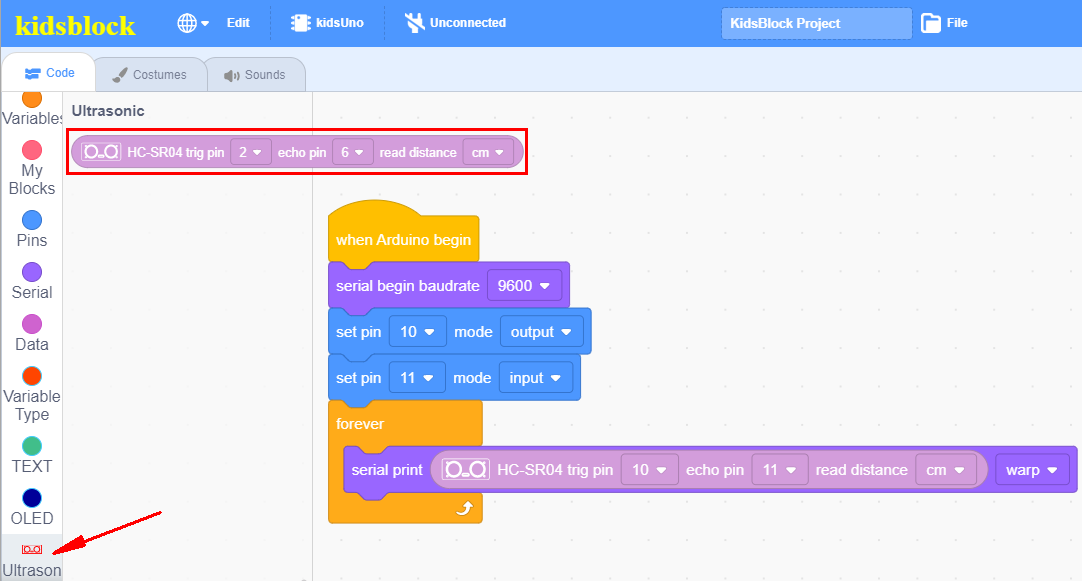 kidsblock Edit kidsUno Unconnected KidsBlock Project File
Code Costumes Sounds
Variables
My
Blocks
Pins
Serial
Data
Variable
Type
TEXT
OLED
Ultrason
Ultrasonic
HC-SR04 trig pin 2 echo pin 6 read distance cm
when Arduino begin
serial begin baudrate 9600
set pin 10 mode output
set pin 11 mode input
forever
serial print HC-SR04 trig pin 10 echo pin 11 read distance cm warp